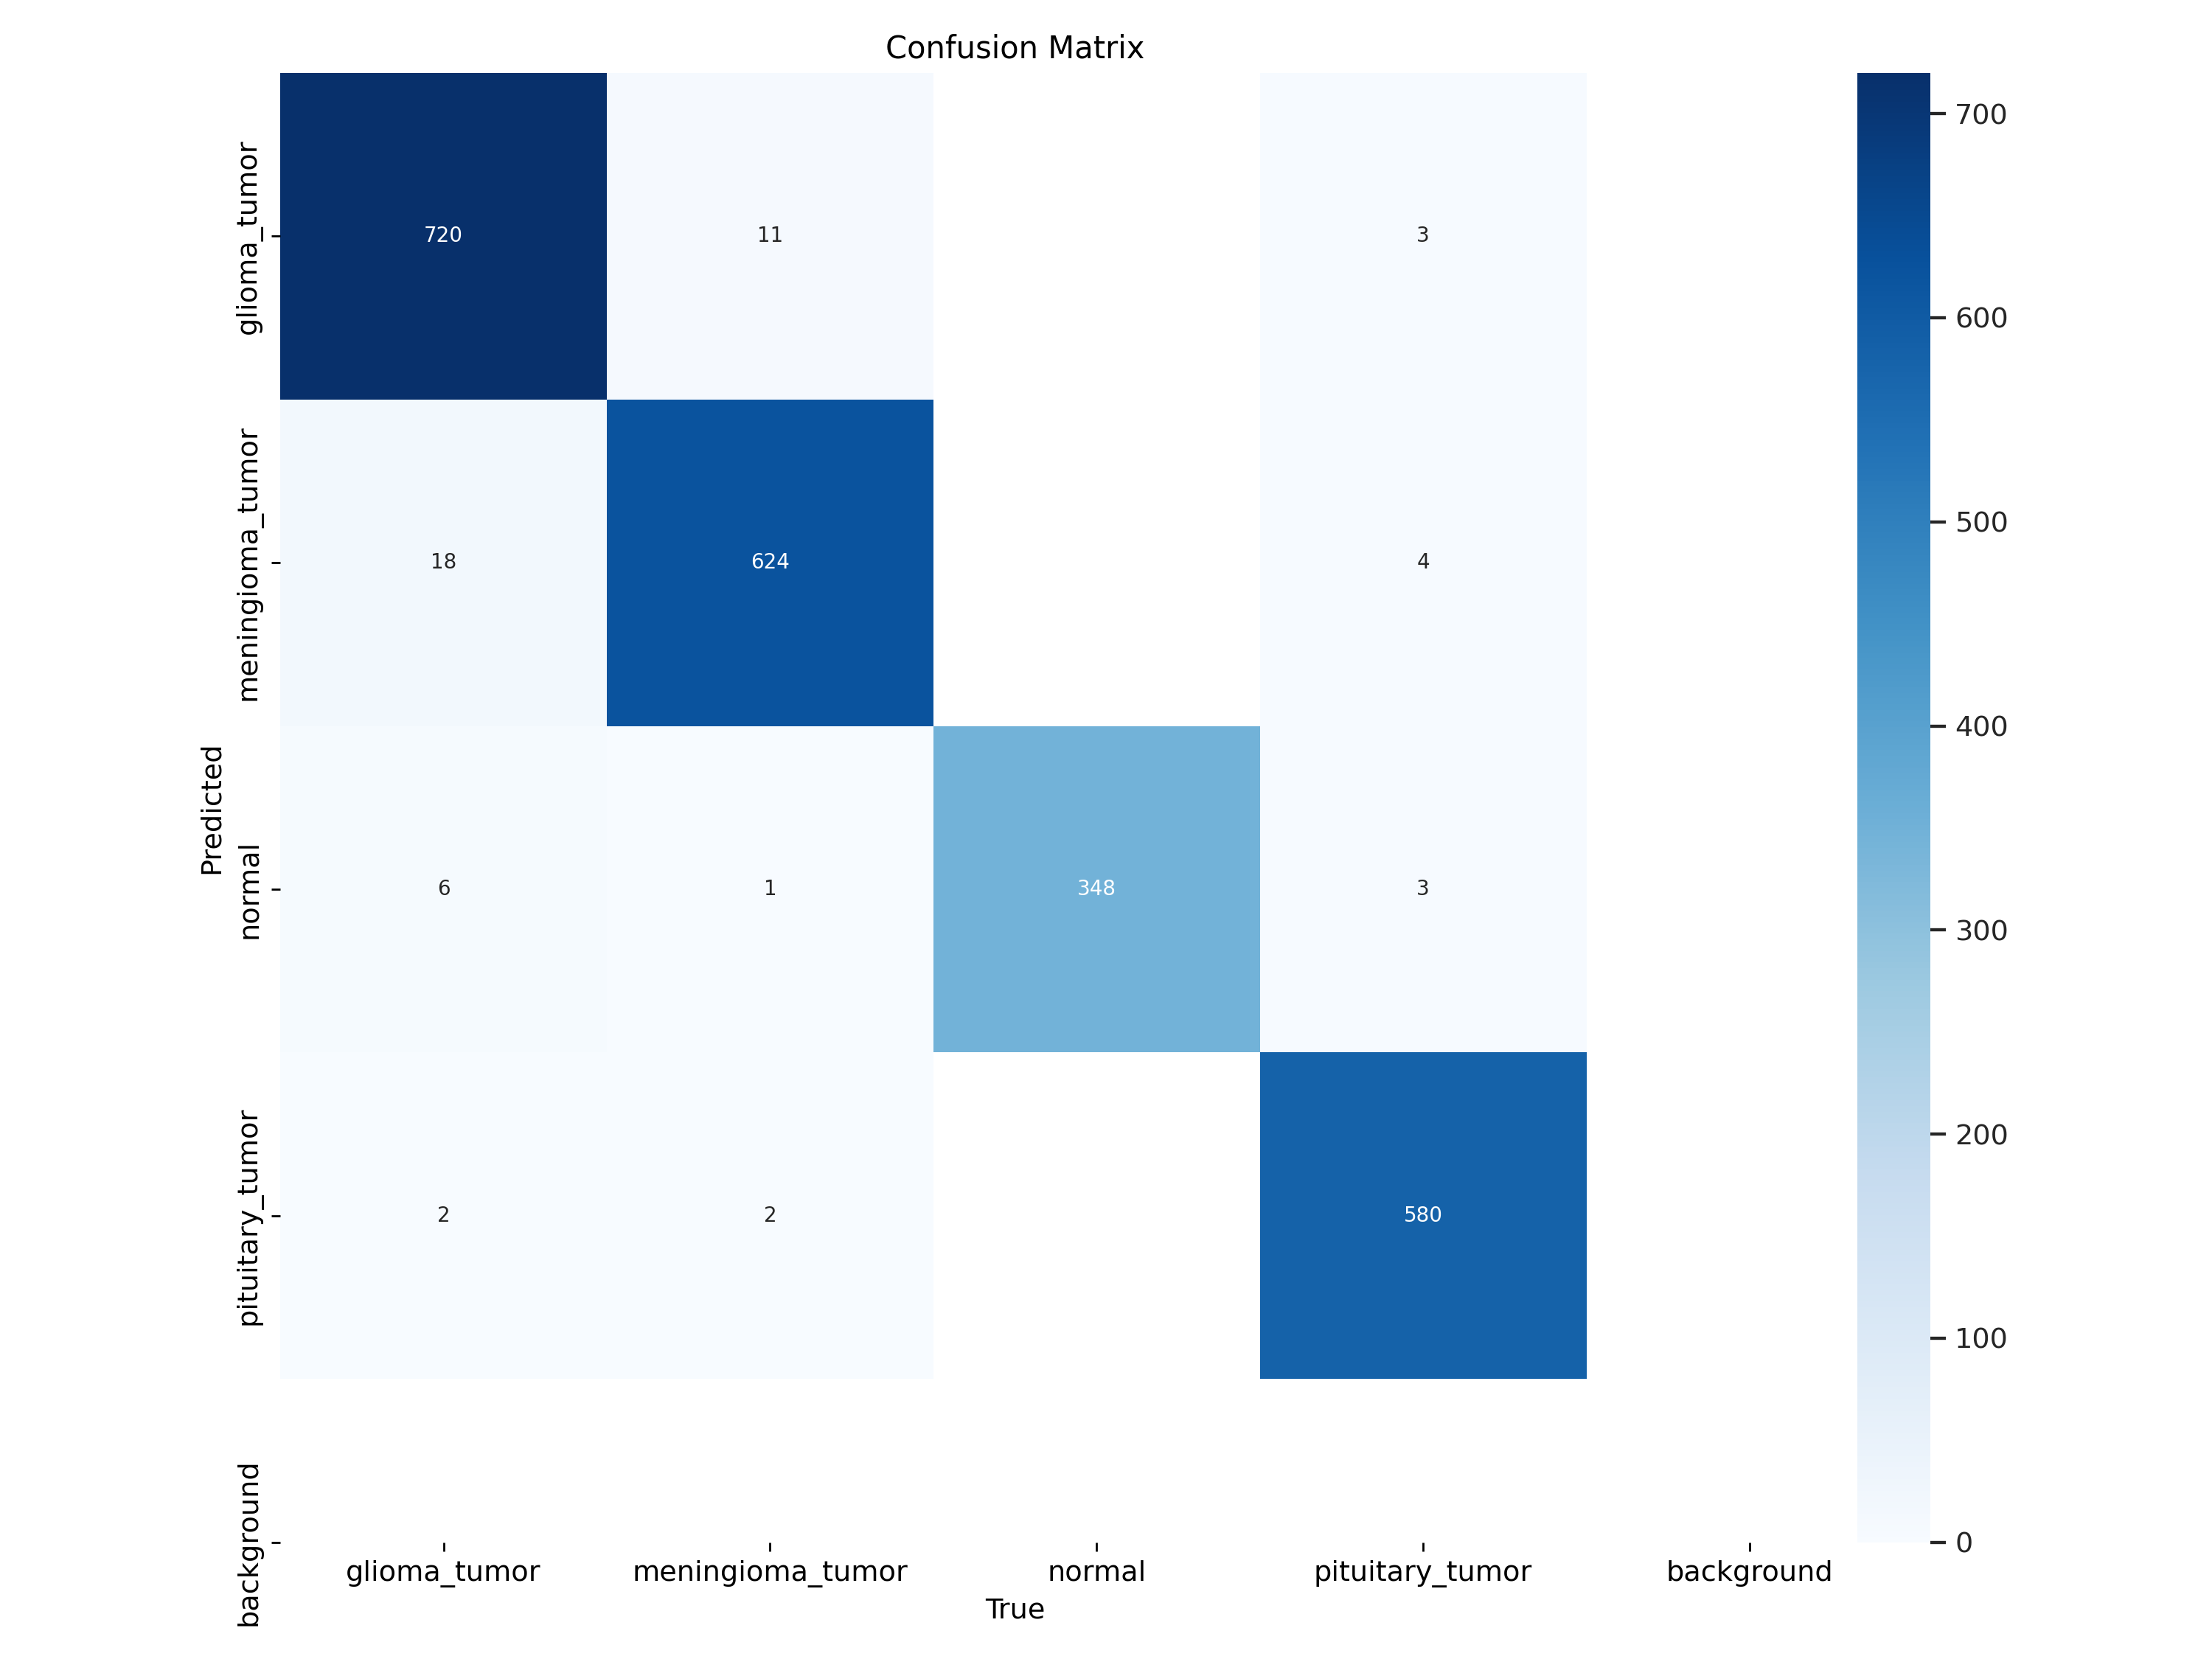 Confusion Matrix
glioma_tumor
720
11
3
meningioma_tumor
18
624
4
normal
6
1
348
3
pituitary_tumor
2
2
580
background
Predicted
glioma_tumor
meningioma_tumor
normal
pituitary_tumor
background
True
700
600
500
400
300
200
100
0